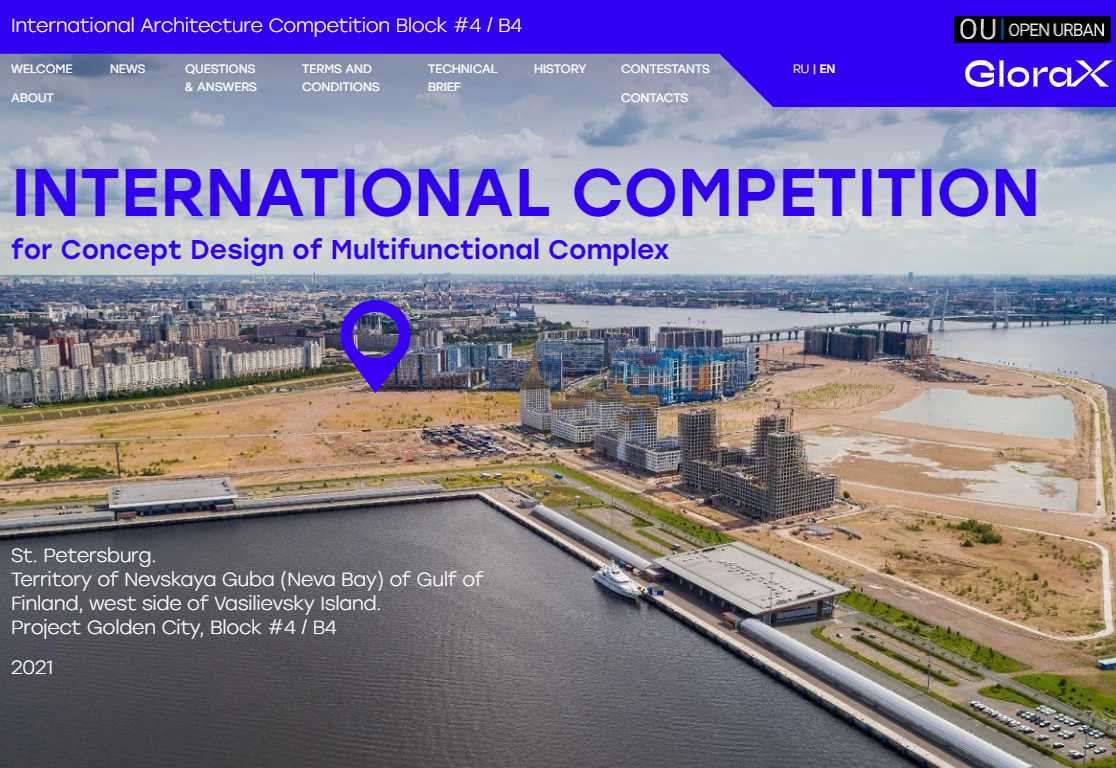 International Architecture Competition Block #4 / B4
OU | OPEN URBAN
WELCOME
NEWS
QUESTIONS
& ANSWERS
TERMS AND
CONDITIONS
TECHNICAL
BRIEF
HISTORY
CONTESTANTS
RU | EN
GloraX
ABOUT
CONTACTS
INTERNATIONAL COMPETITION
for Concept Design of Multifunctional Complex
St. Petersburg.
Territory of Nevskaya Guba (Neva Bay) of Gulf of
Finland, west side of Vasilievsky Island.
Project Golden City, Block #4 / B4
2021